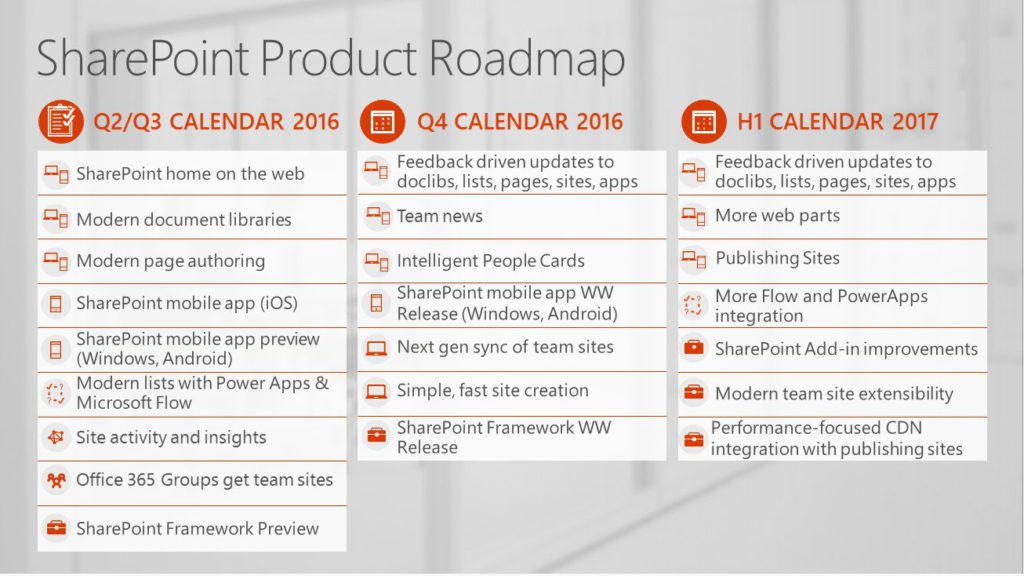 SharePoint Product Roadmap
Q2/Q3 CALENDAR 2016
SharePoint home on the web
Modern document libraries
Modern page authoring
SharePoint mobile app (iOS)
SharePoint mobile app preview
(Windows, Android)
Modern lists with Power Apps &
Microsoft Flow
Site activity and insights
Office 365 Groups get team sites
SharePoint Framework Preview
Q4 CALENDAR 2016
Feedback driven updates to
doclibs, lists, pages, sites, apps
Team news
Intelligent People Cards
SharePoint mobile app WW
Release (Windows, Android)
Next gen sync of team sites
Simple, fast site creation
SharePoint Framework WW
Release
H1 CALENDAR 2017
Feedback driven updates to
doclibs, lists, pages, sites, apps
More web parts
Publishing Sites
More Flow and PowerApps
integration
SharePoint Add-in improvements
Modern team site extensibility
Performance-focused CDN
integration with publishing sites